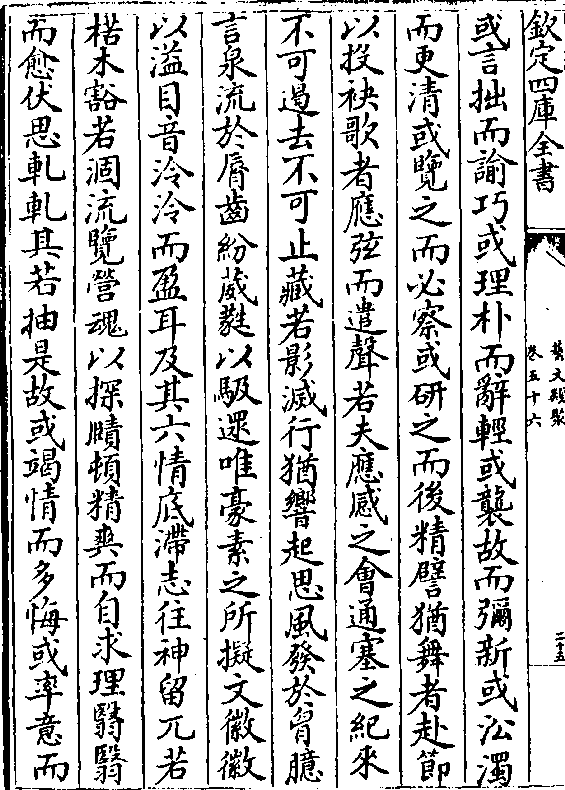 欽定四庫全書
藝文類聚
卷五十六
二十五
或言拙而諭巧或理朴而辭輕或襲故而彌新或沿濁
而更清或覽之而必察或研之而後精譬猶舞者赴節
以投袂歌者應弦而遣聲若夫應感之會通塞之紀來
不可遏去不可止藏若影滅行猶響起思風發於胷臆
言泉流於脣齒紛葳蕤以馺遝唯豪素之所擬文徽徽
以溢目音泠泠而盈耳及其六情底滯志往神留兀若
楛木豁若涸流覽營魂以探賾頓精爽而自求理翳翳
而愈伏思軋軋其若抽是故或竭情而多悔或率意而